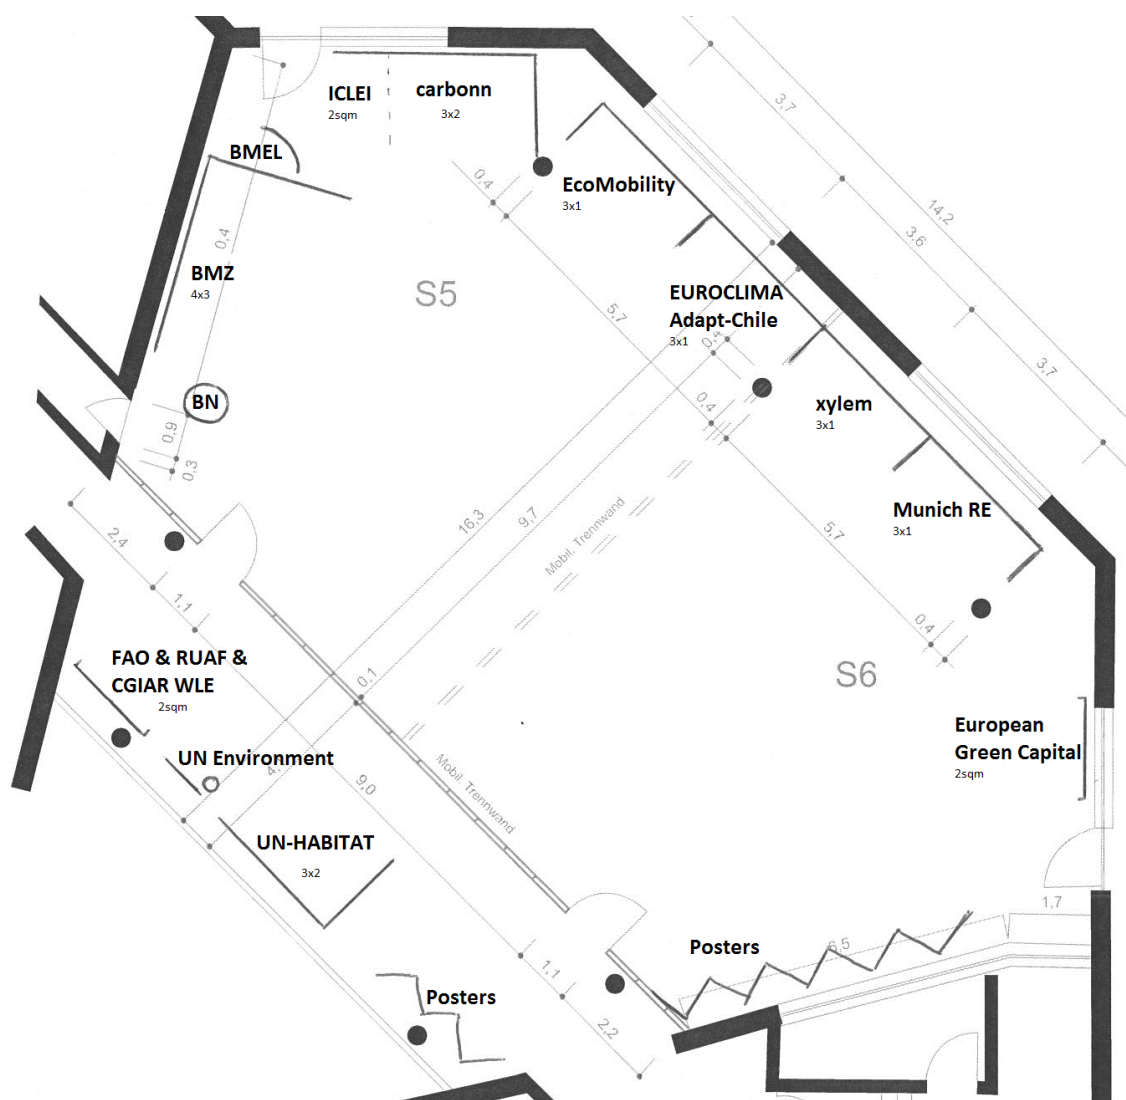 ICLEI
2sqm
carbonn
3x2
BMEL
3,7
EcoMobility
3x1
0,4
14,2
3,6
BMZ
4x3
0,4
S5
EUROCLIMA
Adapt-Chile
3x1
5,7
0,4
3,7
BN
0,9
0,3
0,4
xylem
3x1
16,3
9,7
Mobil. Trennwand
Munich RE
3x1
5,7
2,4
1,1
0,4
FAO & RUAF &
CGIAR WLE
2sqm
0,1
S6
European
Green Capital
2sqm
UN Environment
9,0
Mobil. Trennwand
UN-HABITAT
3x2
1,7
Posters
6,5
Posters
1,1
2,2